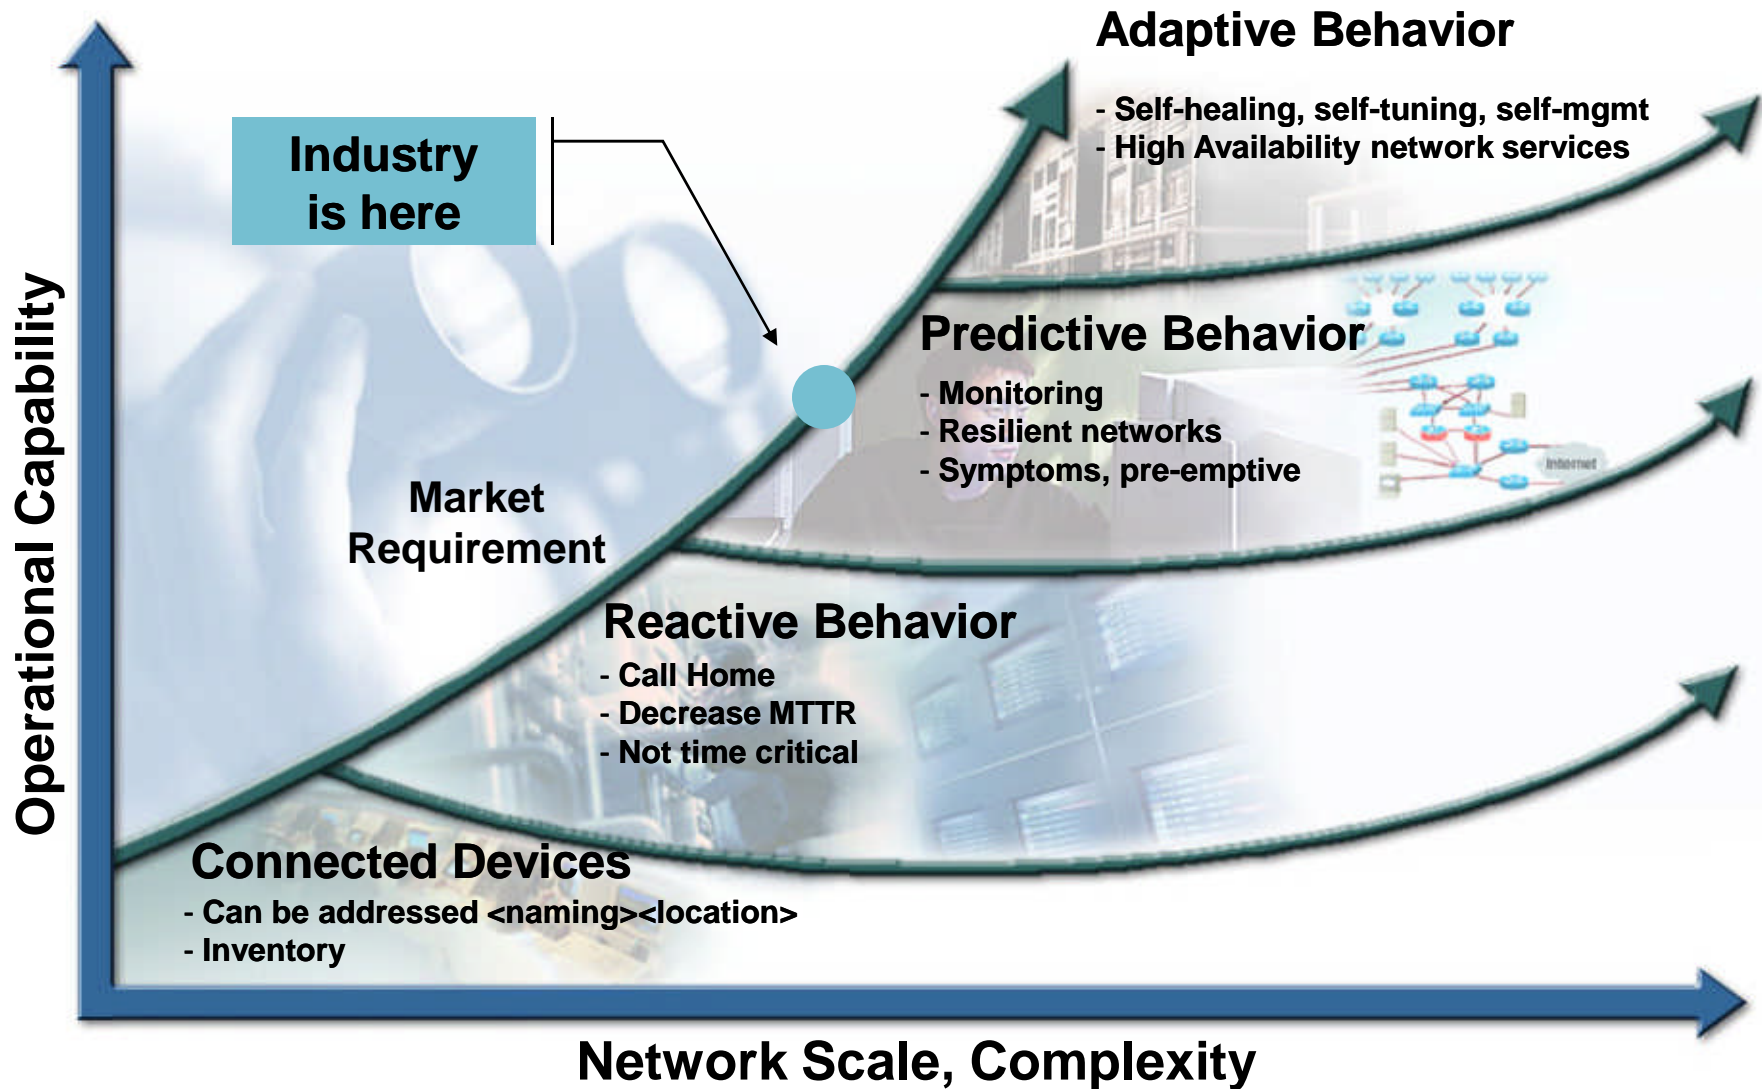 Adaptive Behavior
- Self-healing, self-tuning, self-mgmt
- High Availability network services
Industry
is here
Predictive Behavior
- Monitoring
- Resilient networks
- Symptoms, pre-emptive
Internet
Market
Requirement
Reactive Behavior
- Call Home
- Decrease MTTR
- Not time critical
Connected Devices
- Can be addressed <naming><location>
- Inventory
Operational Capability
Network Scale, Complexity